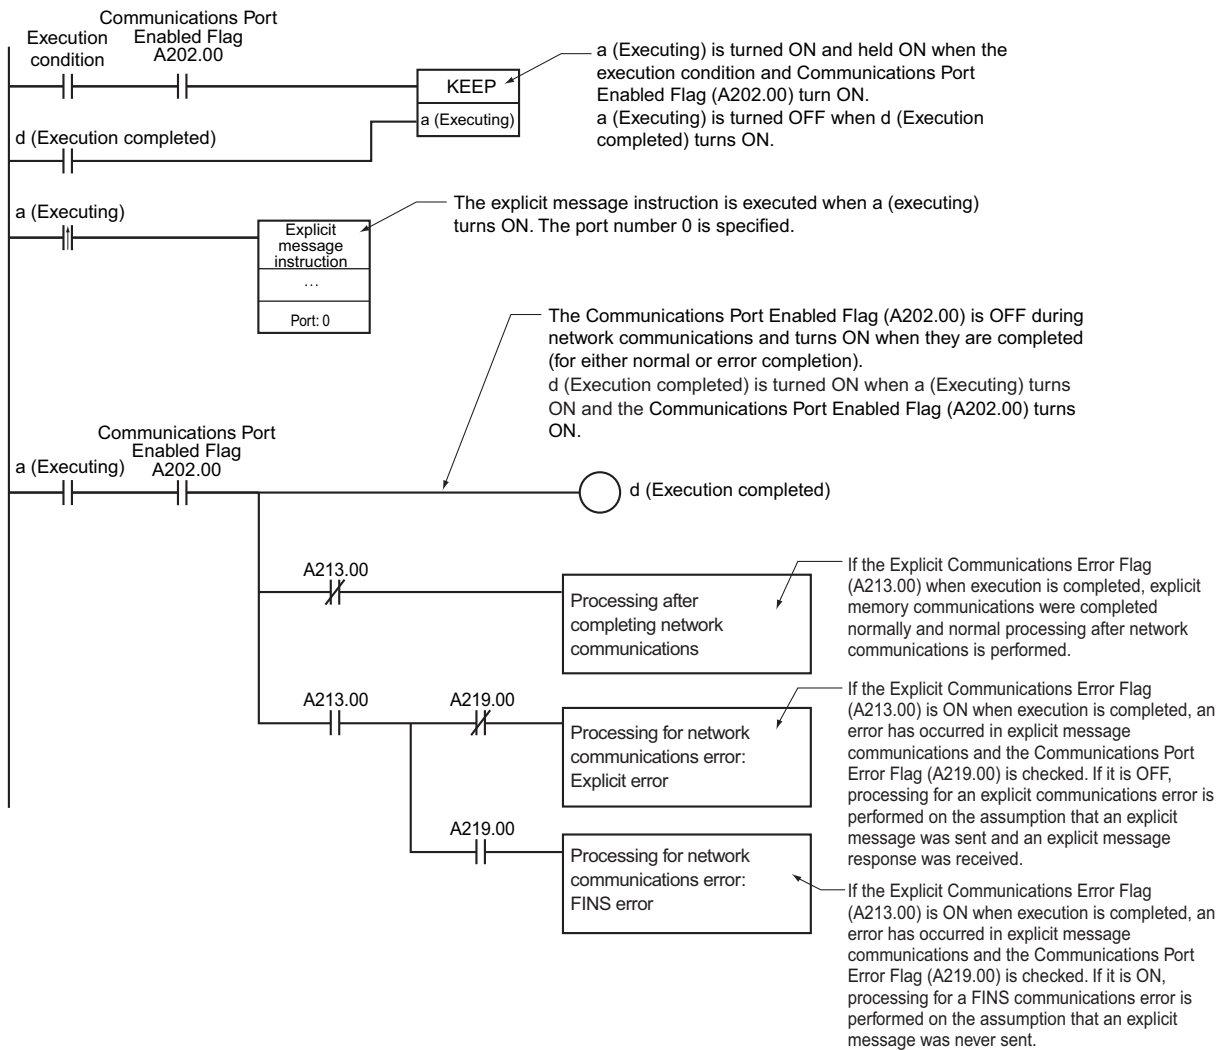 Communications Port
Enabled Flag
A202.00
Execution
condition
KEEP
a (Executing)
a (Executing) is turned ON and held ON when the
execution condition and Communications Port
Enabled Flag (A202.00) turn ON.
a (Executing) is turned OFF when d (Execution
completed) turns ON.
d (Execution completed)
a (Executing)
Explicit
message
instruction
...
Port: 0
The explicit message instruction is executed when a (executing)
turns ON. The port number 0 is specified.
The Communications Port Enabled Flag (A202.00) is OFF during
network communications and turns ON when they are completed
(for either normal or error completion).
d (Execution completed) is turned ON when a (Executing) turns
ON and the Communications Port Enabled Flag (A202.00) turns
ON.
Communications Port
Enabled Flag
A202.00
a (Executing)
d (Execution completed)
A213.00
Processing after
completing network
communications
If the Explicit Communications Error Flag
(A213.00) when execution is completed, explicit
memory communications were completed
normally and normal processing after network
communications is performed.
A213.00
A219.00
Processing for network
communications error:
Explicit error
If the Explicit Communications Error Flag
(A213.00) is ON when execution is completed, an
error has occurred in explicit message
communications and the Communications Port
Error Flag (A219.00) is checked. If it is OFF,
processing for an explicit communications error is
performed on the assumption that an explicit
message was sent and an explicit message
response was received.
A219.00
Processing for network
communications error:
FINS error
If the Explicit Communications Error Flag
(A213.00) is ON when execution is completed, an
error has occurred in explicit message
communications and the Communications Port
Error Flag (A219.00) is checked. If it is ON,
processing for a FINS communications error is
performed on the assumption that an explicit
message was never sent.